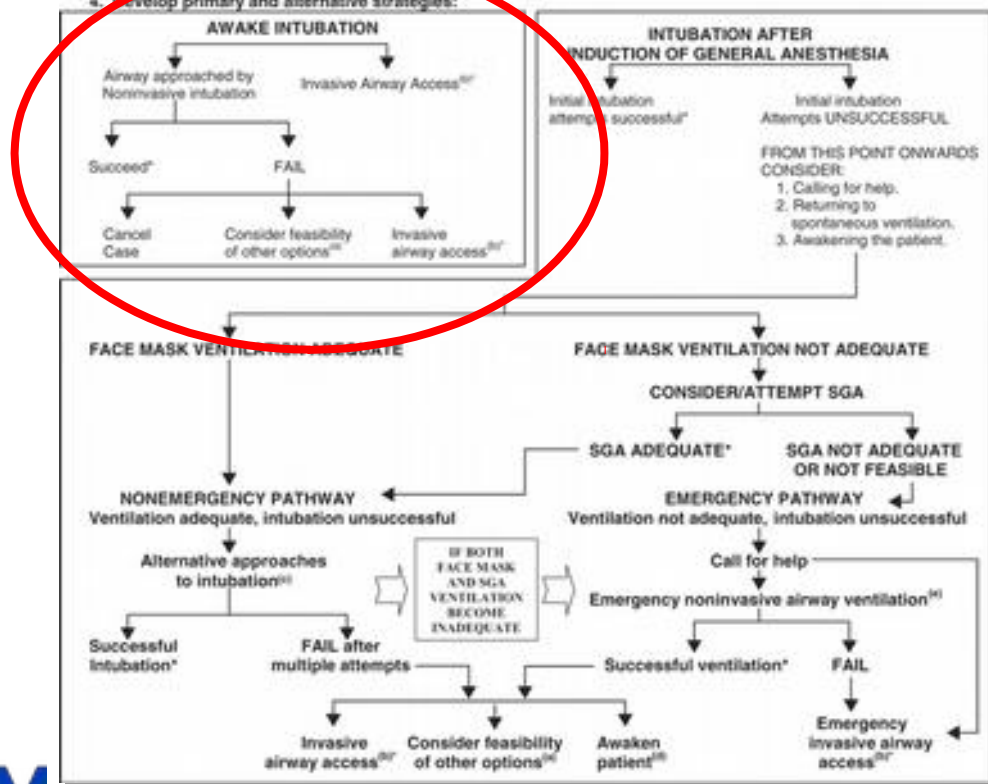 4. Develop primary and alternative strategies:
AWAKE INTUBATION
Airway approached by
Noninvasive intubation
Invasive Airway Access(b)*
Succeed*
FAIL
Cancel
Case
Consider feasibility
of other options(a)
Invasive
airway access(b)*
INTUBATION AFTER
INDUCTION OF GENERAL ANESTHESIA
Initial intubation
attempts successful*
Initial intubation
Attempts UNSUCCESSFUL
FROM THIS POINT ONWARDS
CONSIDER:
1. Calling for help.
2. Returning to
spontaneous ventilation.
3. Awakening the patient.
FACE MASK VENTILATION ADEQUATE
FACE MASK VENTILATION NOT ADEQUATE
CONSIDER/ATTEMPT SGA
SGA ADEQUATE*
SGA NOT ADEQUATE
OR NOT FEASIBLE
NONEMERGENCY PATHWAY
Ventilation adequate, intubation unsuccessful
EMERGENCY PATHWAY
Ventilation not adequate, intubation unsuccessful
Alternative approaches
to intubation(c)
IF BOTH
FACE MASK
AND SGA
VENTILATION
BECOME
INADEQUATE
Call for help
Emergency noninvasive airway ventilation(e)
Successful
Intubation*
FAIL after
multiple attempts
Successful ventilation*
FAIL
Invasive
airway access(b)*
Consider feasibility
of other options(a)
Awaken
patient(d)
Emergency
invasive airway
access(b)*
M